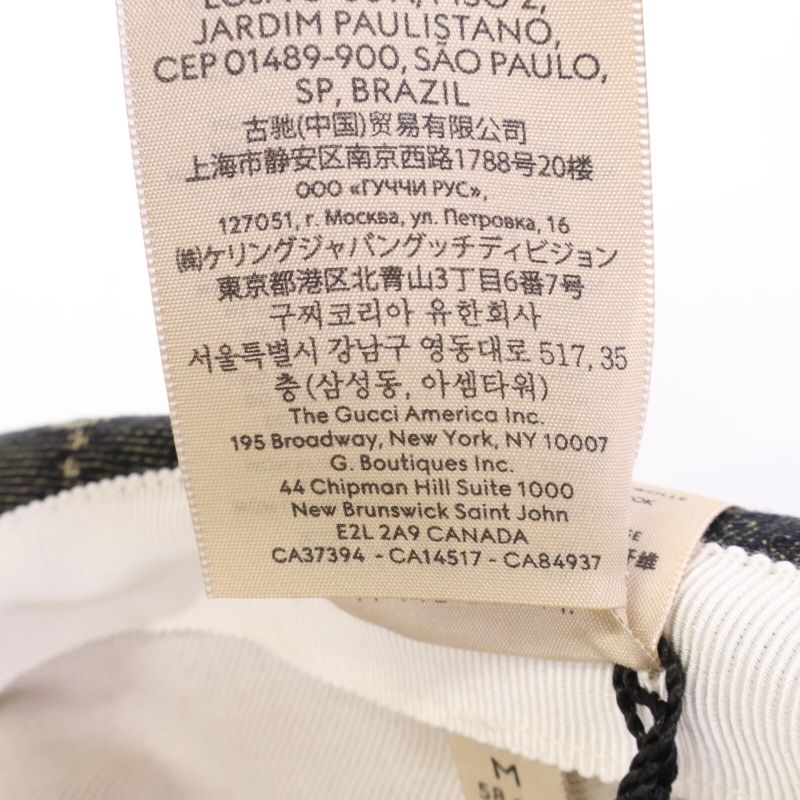 JARDIM PAULISTANO,
CEP 01489-900, SÃO PAULO,
SP, BRAZIL
古驰(中国)贸易有限公司
上海市静安区南京西路1788号20楼
ООО «ГУЧЧИ РУС»,
127051, г. Москва, ул. Петровка, 16
㈱ケリングジャパングッチディビジョン
東京都港区北青山3丁目6番7号
구찌코리아 유한회사
서울특별시 강남구 영동대로 517, 35
층(삼성동, 아셈타워)
The Gucci America Inc.
195 Broadway, New York, NY 10007
G. Boutiques Inc.
44 Chipman Hill Suite 1000
New Brunswick Saint John
E2L 2A9 CANADA
CA37394 - CA14517 - CA84937
WOLLE
M
58